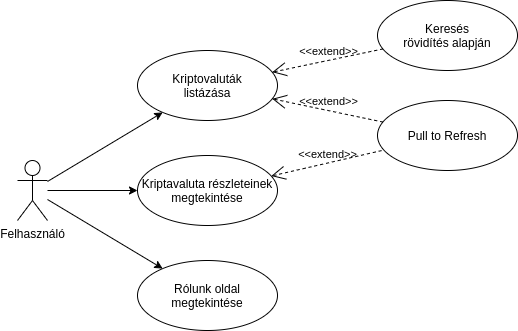 Keresés
rövidítés alapján
<<extend>>
Kriptovaluták
listázása
<<extend>>
Pull to Refresh
<<extend>>
Kriptavaluta részleteinek
megtekintése
Felhasználó
Rólunk oldal
megtekintése